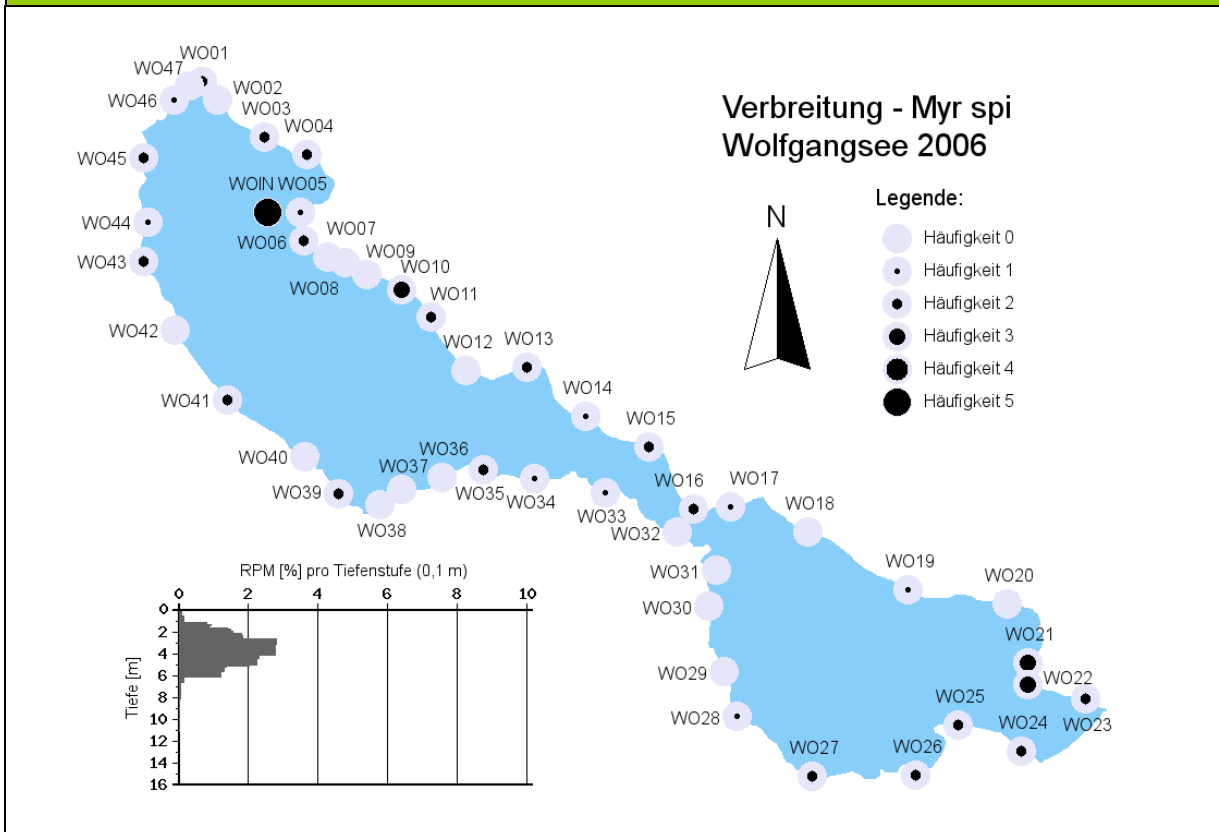 Verbreitung - Myr spi
Wolfgangsee 2006
Legende:
Häufigkeit 0
Häufigkeit 1
Häufigkeit 2
Häufigkeit 3
Häufigkeit 4
Häufigkeit 5
N
WO01
WO47
WO02
WO46
WO03
WO04
WO45
WOIN
WO05
WO44
WO06
WO07
WO43
WO09
WO08
WO10
WO11
WO42
WO12
WO13
WO41
WO14
WO15
WO40
WO37
WO36
WO39
WO35
WO34
WO16
WO17
WO38
WO33
WO32
WO18
WO31
WO19
WO20
WO30
WO21
WO29
WO22
WO28
WO25
WO24
WO23
WO27
WO26
RPM [%] pro Tiefenstufe (0,1 m)
0 2 4 6 8 10
Tiefe [m]
0
2
4
6
8
10
12
14
16